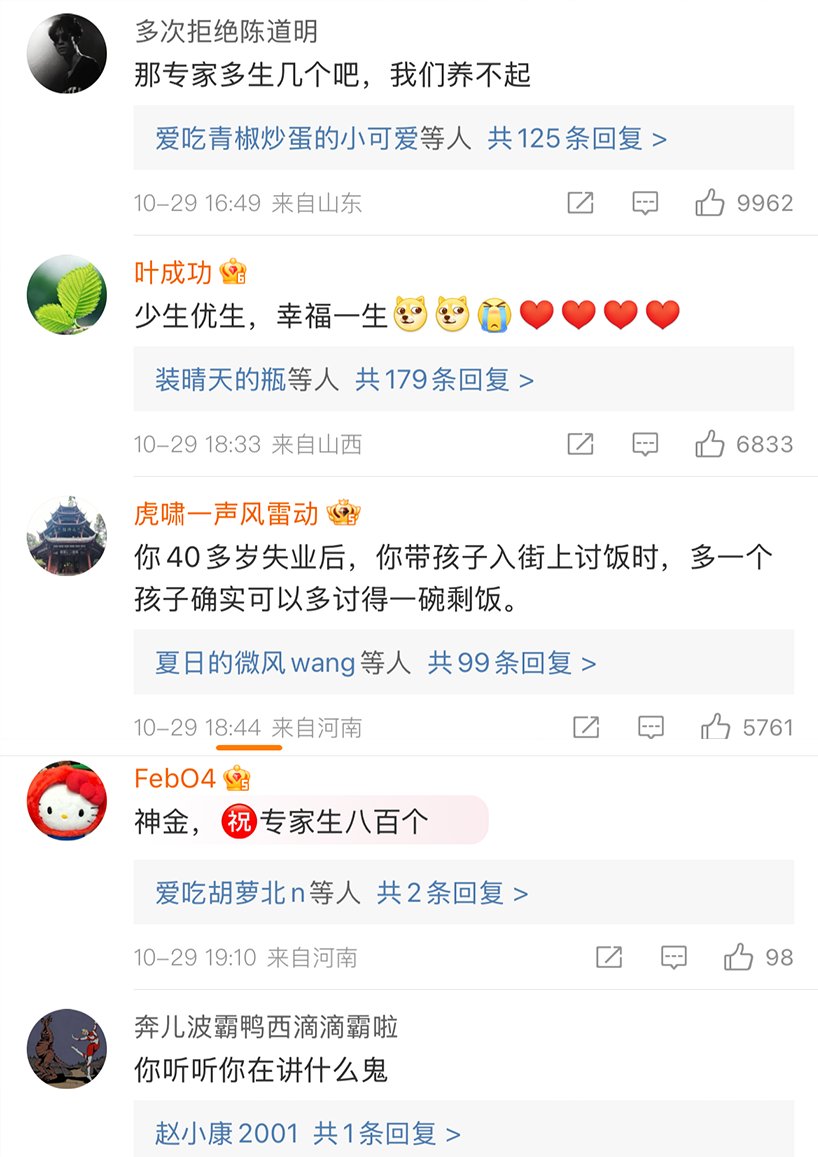 多次拒绝陈道明
那专家多生几个吧，我们养不起
爱吃青椒炒蛋的小可爱等人 共125条回复 >
10-29 16:49 来自山东 9962
叶成功
少生优生，幸福一生
装晴天的瓶等人 共179条回复 >
10-29 18:33 来自山西 6833
虎啸一声风雷动
你40多岁失业后，你带孩子入街上讨饭时，多一个
孩子确实可以多讨得一碗剩饭。
夏日的微风wang等人 共99条回复 >
10-29 18:44 来自河南 5761
FebO4
神金，祝专家生八百个
爱吃胡萝北n等人 共2条回复 >
10-29 19:10 来自河南 98
奔儿波霸鸭西滴滴霸啦
你听听你在讲什么鬼
赵小康2001 共1条回复 >